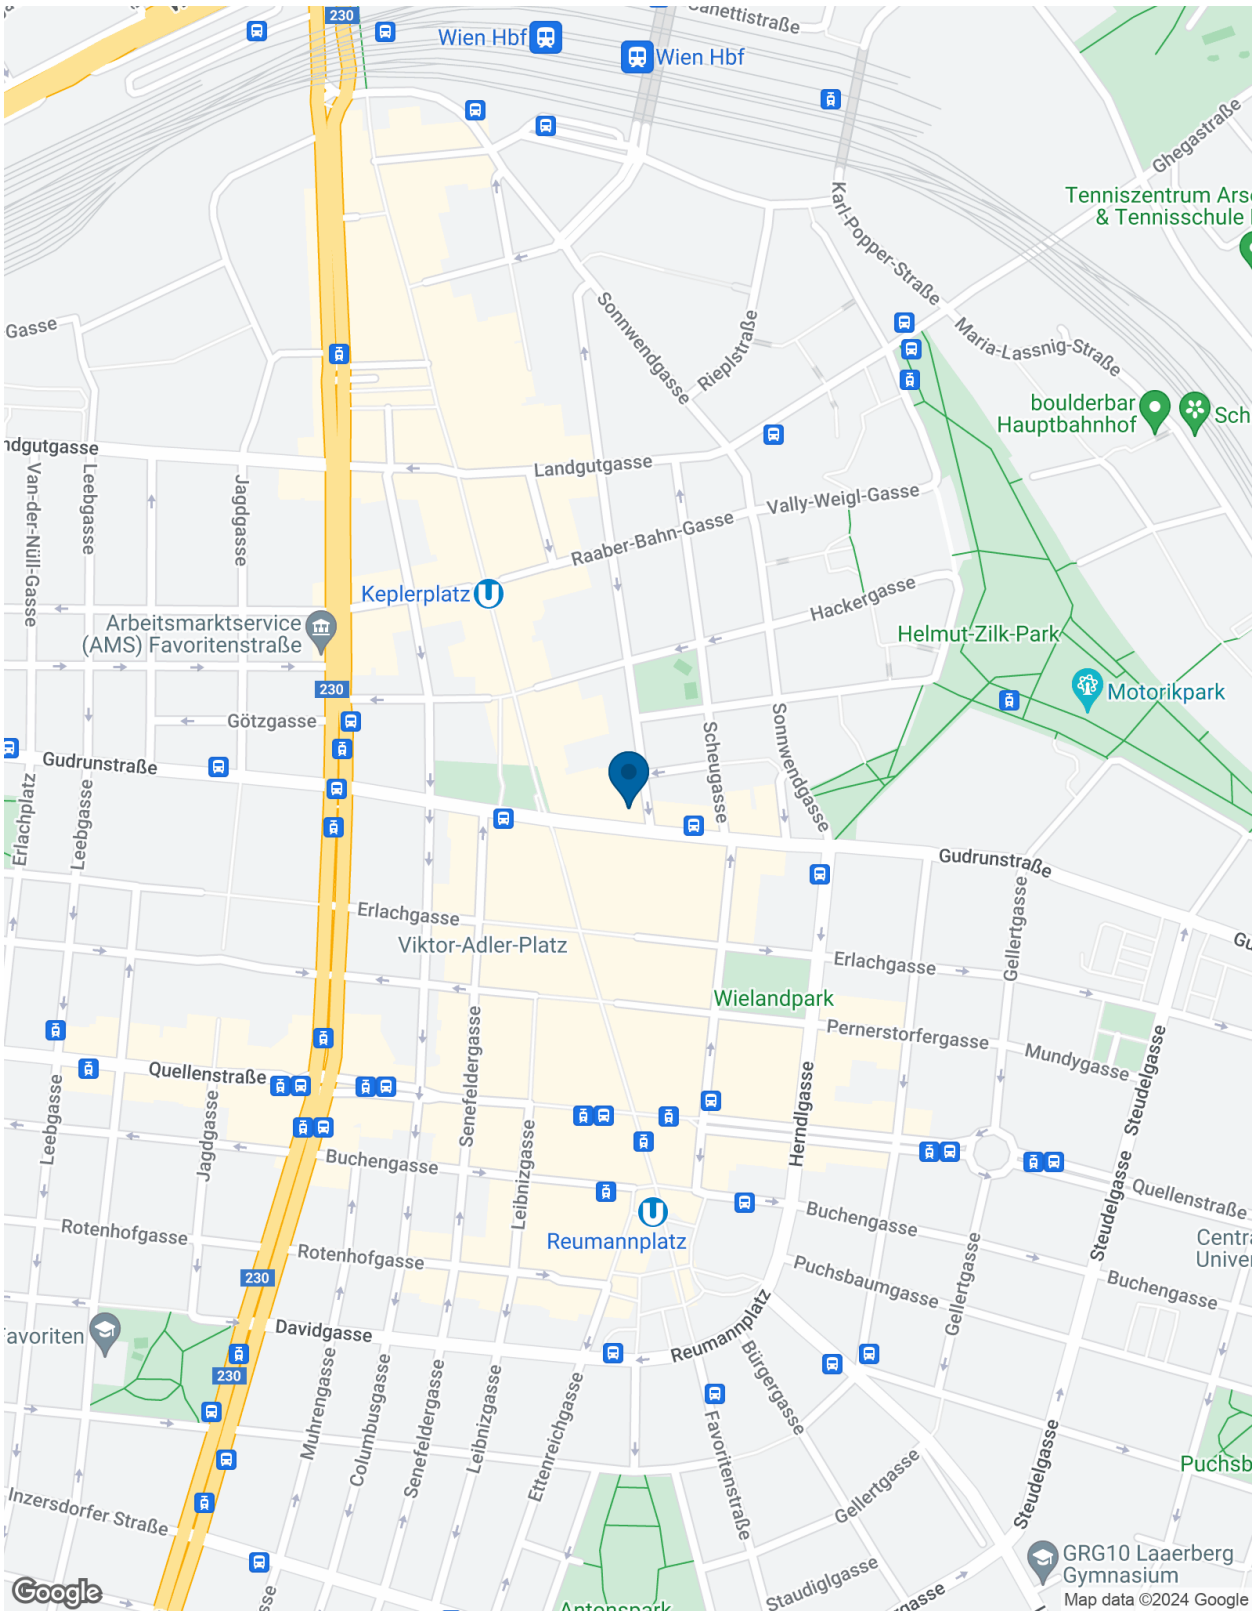 230
Canettistraße
Wien Hbf
Wien Hbf
Ghegastraße
Tenniszentrum Arse
& Tennisschule
Karl-Popper-Straße
Sonnwendgasse
Rieplstraße
Maria-Lassnig-Straße
Gasse
boulderbar
Hauptbahnhof
Sch
ndgutgasse
Landgutgasse
Van-der-Nüll-Gasse
Leebgasse
Jagdgasse
Vally-Weigl-Gasse
Raaber-Bahn-Gasse
Keplerplatz
U
Hackergasse
Arbeitsmarktservice
(AMS) Favoritenstraße
Helmut-Zilk-Park
230
Motorikpark
Götzgasse
Scheugasse
Sonnwendgasse
Gudrunstraße
Erlachplatz
Leebgasse
Gudrunstraße
Gellertgasse
Erlachgasse
Viktor-Adler-Platz
Erlachgasse
Gu
Wielandpark
Pernerstorfergasse
Mundygasse
Steudelgasse
Senefeldergasse
Quellenstraße
Leebgasse
Jagdgasse
Herndlgasse
Buchengasse
Leibnizgasse
Quellenstraße
U
Reumannplatz
Buchengasse
Steudelgasse
Rotenhofgasse
Rotenhofgasse
Centra
Univer
Puchsbaumgasse
Gellertgasse
Buchengasse
230
Favoriten
Davidgasse
Reumannplatz
230
Muhrengasse
Columbusgasse
Senefeldergasse
Leibnizgasse
Ettenreichgasse
Favoritenstraße
Bürgergasse
Gellertgasse
Steudelgasse
Puchsb
Inzersdorfer Straße
GRG10 Laaerberg
Gymnasium
Staudiglgasse
sse
gasse
Antonspark
Google
Map data ©2024 Google